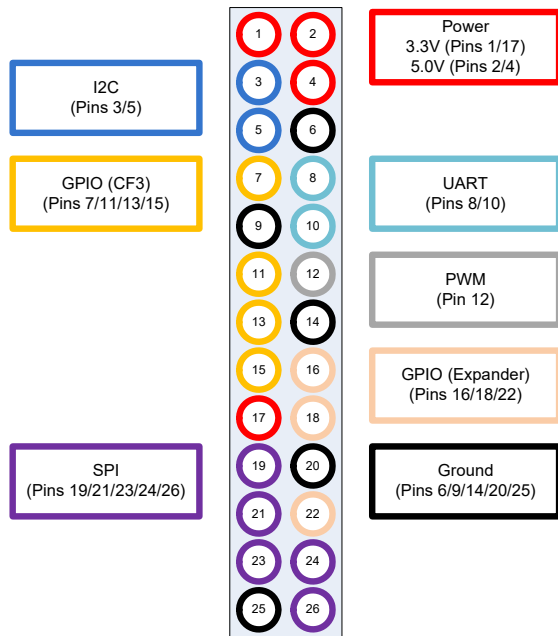 1
2
Power
3.3V (Pins 1/17)
5.0V (Pins 2/4)
I2C
(Pins 3/5)
3
4
5
6
GPIO (CF3)
(Pins 7/11/13/15)
7
8
UART
(Pins 8/10)
9
10
11
12
PWM
(Pin 12)
13
14
15
16
GPIO (Expander)
(Pins 16/18/22)
17
18
SPI
(Pins 19/21/23/24/26)
19
20
Ground
(Pins 6/9/14/20/25)
21
22
23
24
25
26